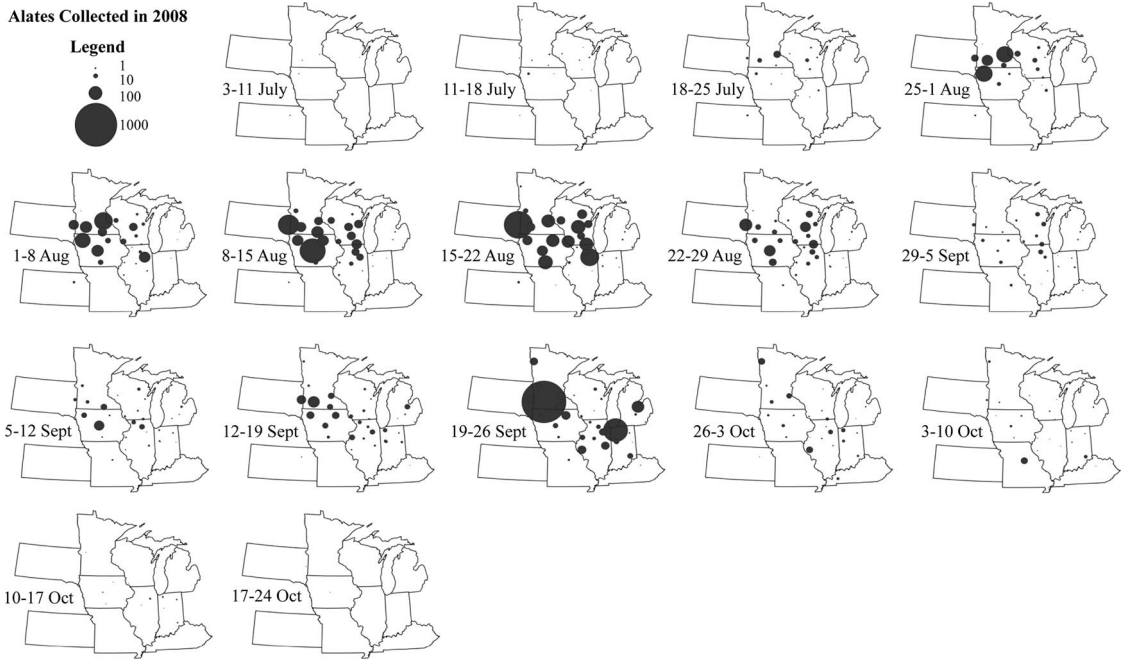 Alates Collected in 2008
Legend
1
10
100
1000
3-11 July
11-18 July
18-25 July
25-1 Aug
1-8 Aug
8-15 Aug
15-22 Aug
22-29 Aug
29-5 Sept
5-12 Sept
12-19 Sept
19-26 Sept
26-3 Oct
3-10 Oct
10-17 Oct
17-24 Oct